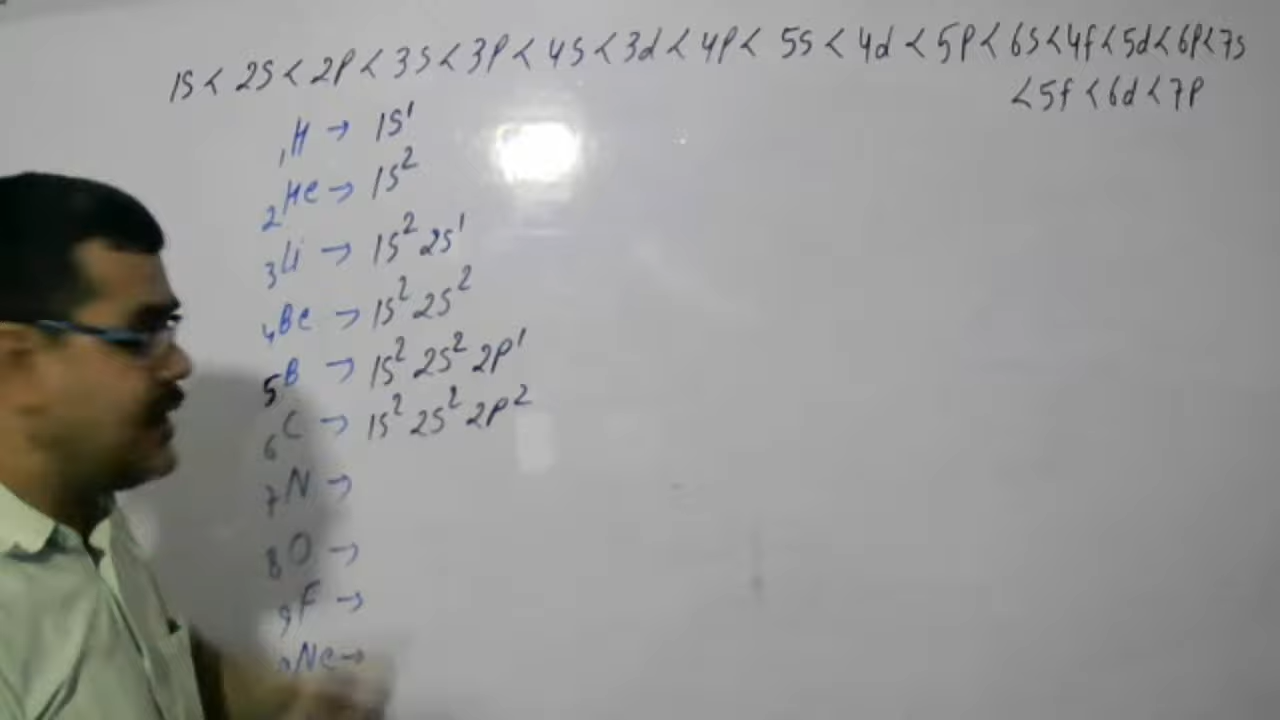 1S < 2S < 2P < 3S < 3P < 4S < 3d < 4P < 5S < 4d < 5P < 6S < 4f < 5d < 6P < 7S
< 5f < 6d < 7P
₁H → 1S¹
₂He → 1S²
₃Li → 1S² 2S¹
₄Be → 1S² 2S²
₅B → 1S² 2S² 2P¹
₆C → 1S² 2S² 2P²
₇N →
₈O →
₉F →
Ne →